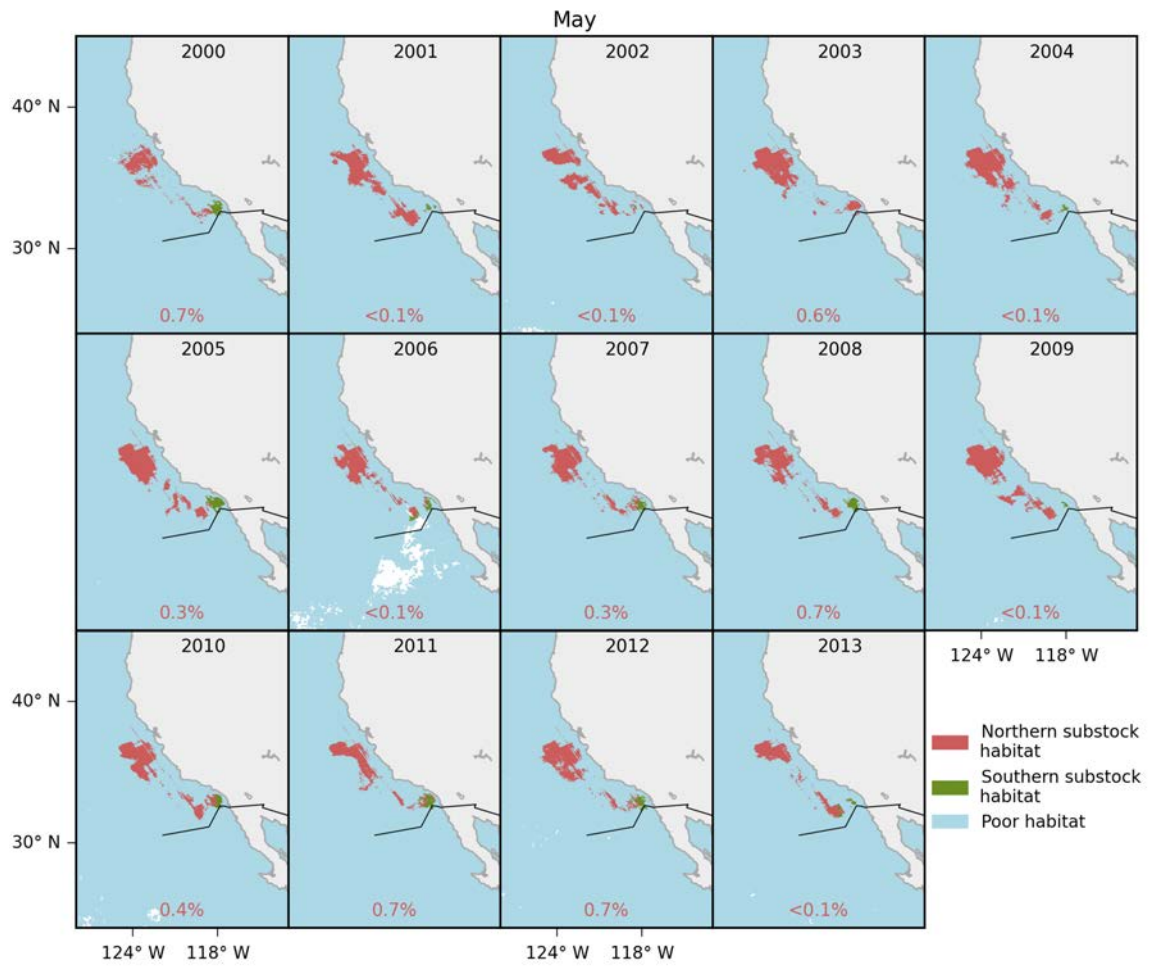 May
2000 2001 2002 2003 2004
40° N
30° N
0.7% <0.1% <0.1% 0.6% <0.1%
2005 2006 2007 2008 2009
0.3% <0.1% 0.3% 0.7% <0.1%
2010 2011 2012 2013
124° W 118° W
40° N
Northern substock
habitat
Southern substock
habitat
Poor habitat
30° N
0.4% 0.7% 0.7% <0.1%
124° W 118° W 124° W 118° W